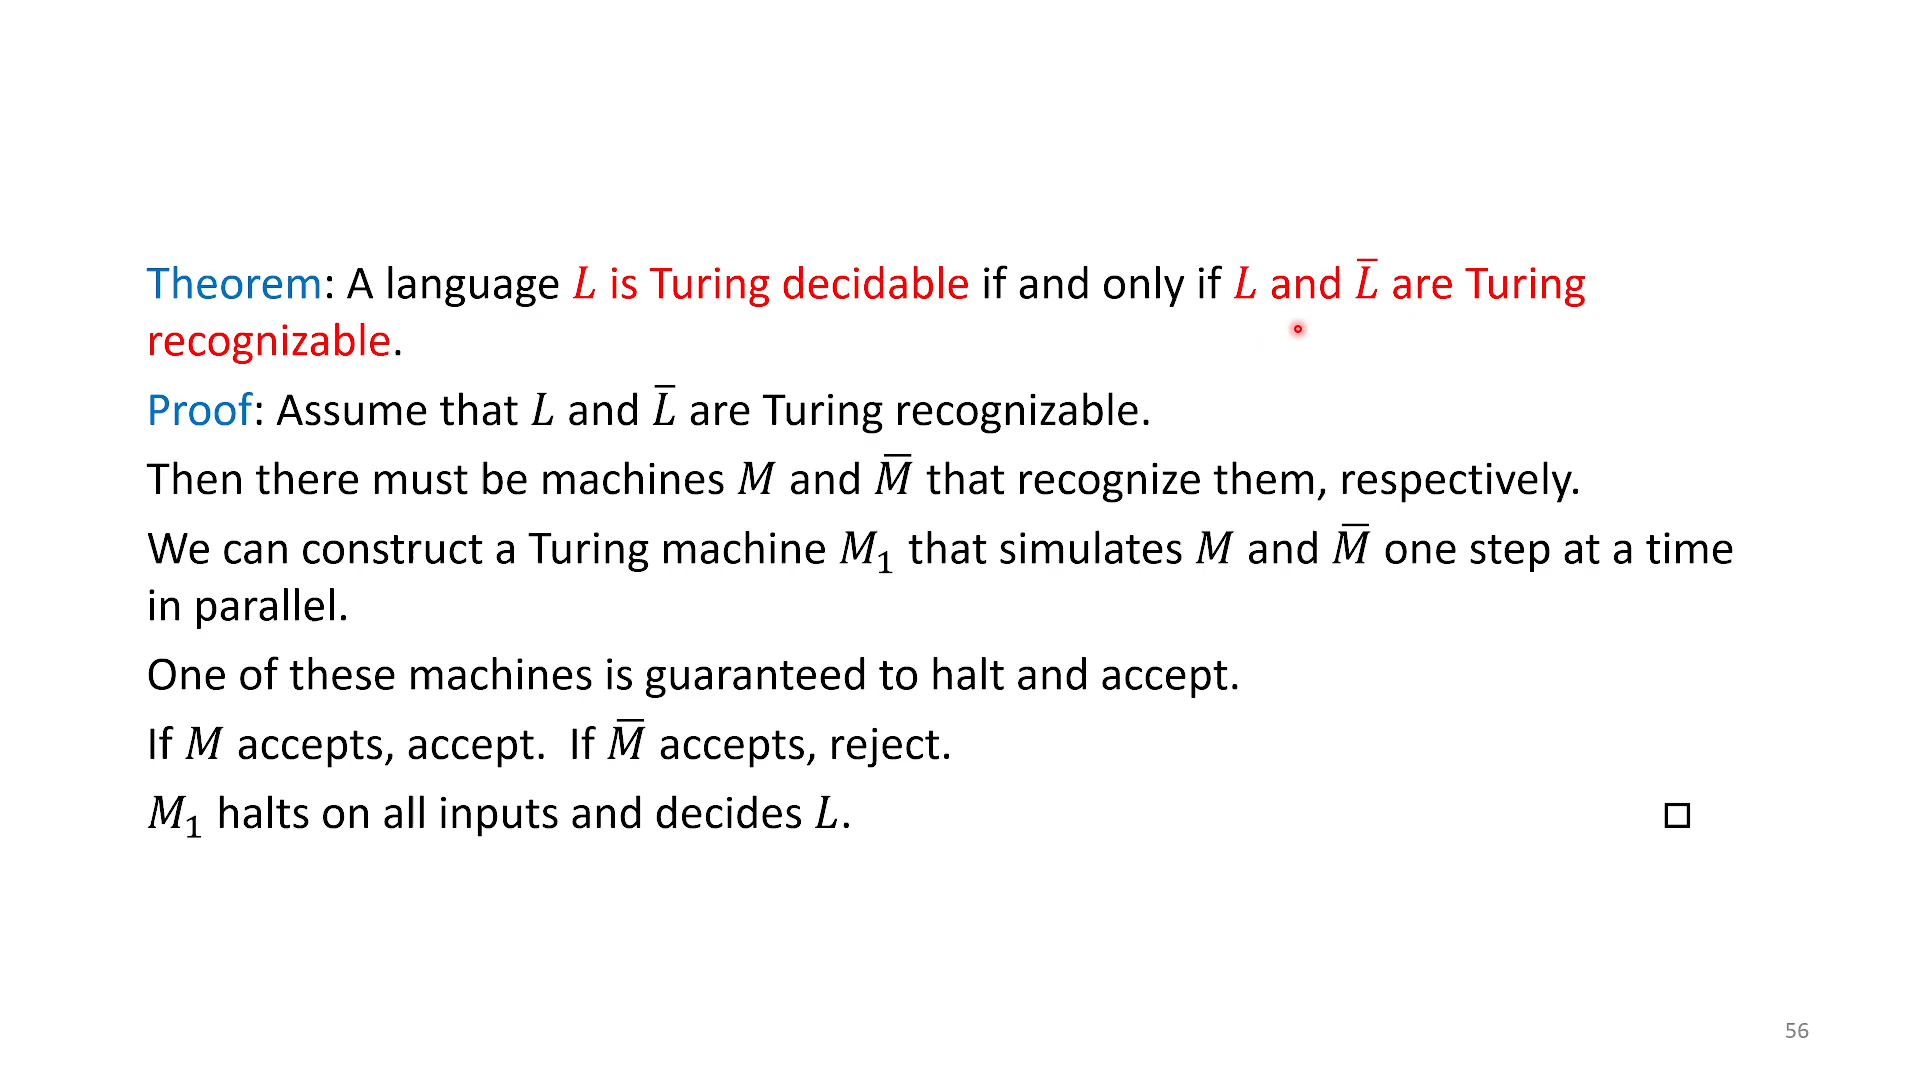 Theorem: A language L is Turing decidable if and only if L and L̅ are Turing
recognizable.
Proof: Assume that L and L̅ are Turing recognizable.
Then there must be machines M and M̅ that recognize them, respectively.
We can construct a Turing machine M₁ that simulates M and M̅ one step at a time
in parallel.
One of these machines is guaranteed to halt and accept.
If M accepts, accept. If M̅ accepts, reject.
M₁ halts on all inputs and decides L. □
56